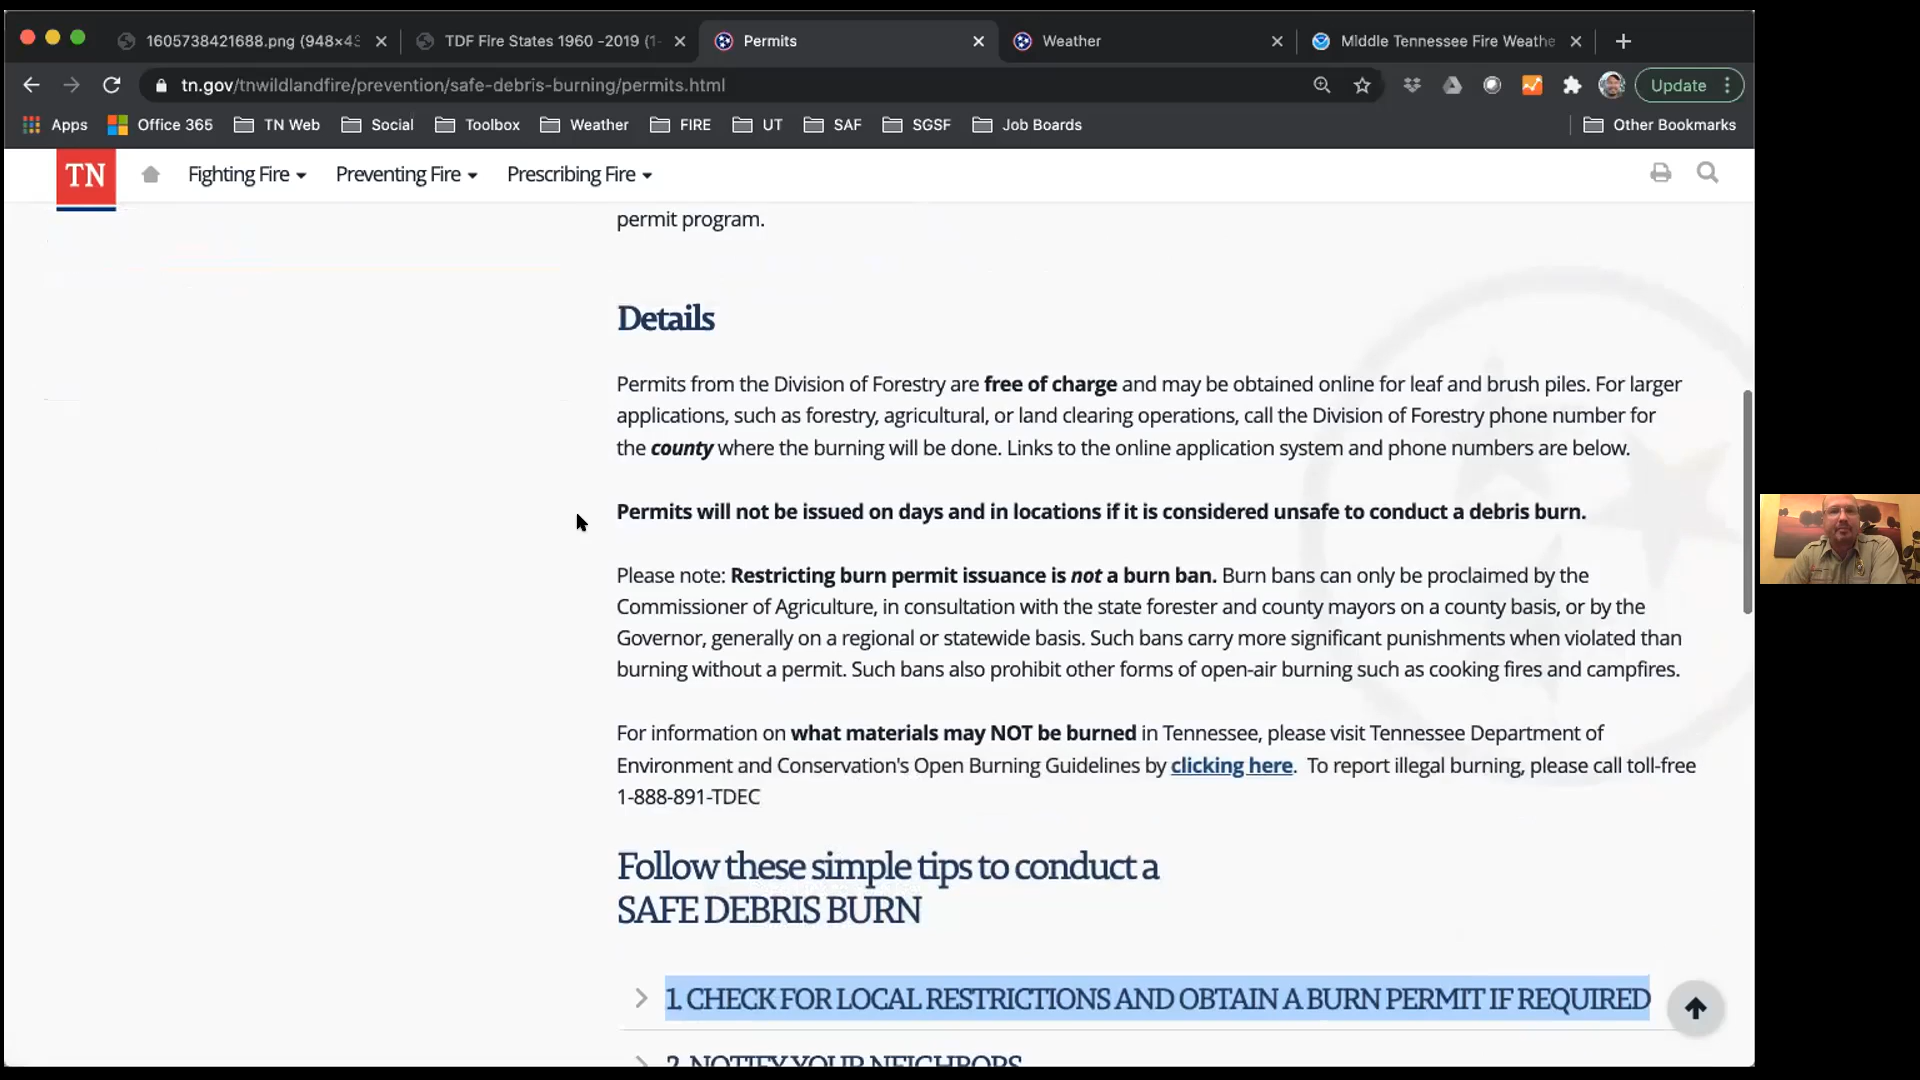 1605738421688.png (948×43
TDF Fire States 1960 -2019 (1-
Permits
Weather
Middle Tennessee Fire Weathe
tn.gov/tnwildlandfire/prevention/safe-debris-burning/permits.html
Update
Apps
Office 365
TN Web
Social
Toolbox
Weather
FIRE
UT
SAF
SGSF
Job Boards
Other Bookmarks
TN
Fighting Fire
Preventing Fire
Prescribing Fire
permit program.
Details
Permits from the Division of Forestry are free of charge and may be obtained online for leaf and brush piles. For larger
applications, such as forestry, agricultural, or land clearing operations, call the Division of Forestry phone number for
the county where the burning will be done. Links to the online application system and phone numbers are below.
Permits will not be issued on days and in locations if it is considered unsafe to conduct a debris burn.
Please note: Restricting burn permit issuance is not a burn ban. Burn bans can only be proclaimed by the
Commissioner of Agriculture, in consultation with the state forester and county mayors on a county basis, or by the
Governor, generally on a regional or statewide basis. Such bans carry more significant punishments when violated than
burning without a permit. Such bans also prohibit other forms of open-air burning such as cooking fires and campfires.
For information on what materials may NOT be burned in Tennessee, please visit Tennessee Department of
Environment and Conservation's Open Burning Guidelines by clicking here. To report illegal burning, please call toll-free
1-888-891-TDEC
Follow these simple tips to conduct a
SAFE DEBRIS BURN
1. CHECK FOR LOCAL RESTRICTIONS AND OBTAIN A BURN PERMIT IF REQUIRED
2. NOTIFY YOUR NEIGHBORS